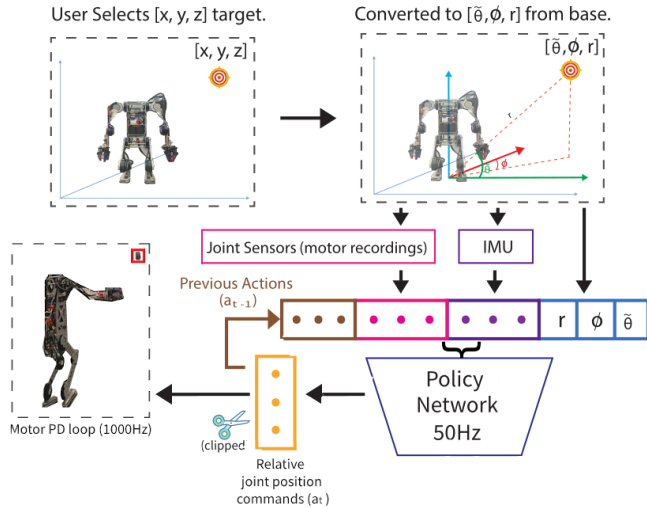 User Selects [x, y, z] target.
Converted to [θ̃,ϕ, r] from base.
[x, y, z]
[θ̃,ϕ, r]
r
θ̃
ϕ
Joint Sensors (motor recordings)
IMU
Previous Actions
(aₜ ₋₁)
r
ϕ
θ̃
Policy
Network
50Hz
Motor PD loop (1000Hz)
(clipped)
Relative
joint position
commands (aₜ)